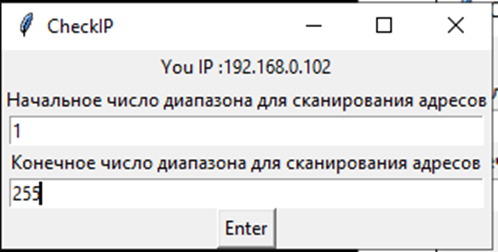 CheckIP
You IP :192.168.0.102
Начальное число диапазона для сканирования адресов
1
Конечное число диапазона для сканирования адресов
255
Enter